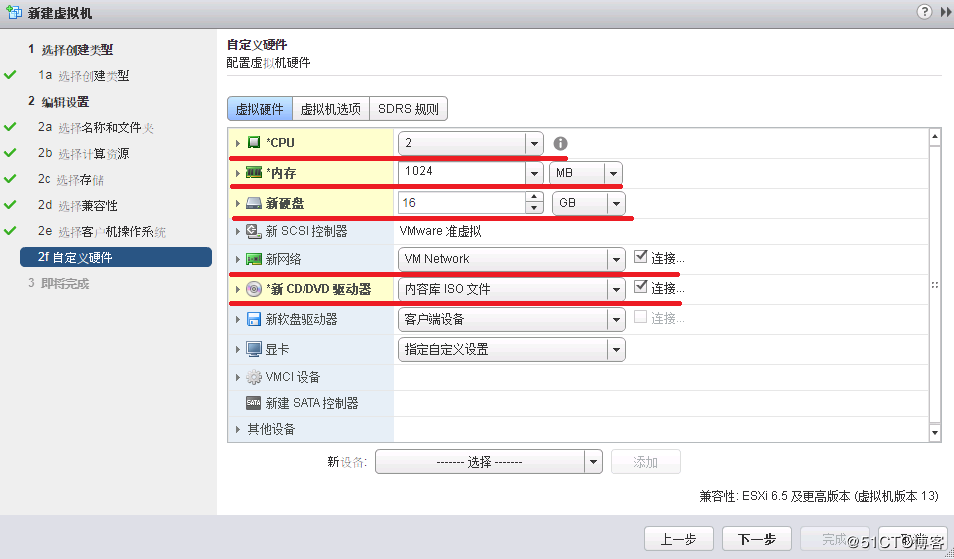 新建虚拟机
1 选择创建类型
1a 选择创建类型
2 编辑设置
2a 选择名称和文件夹
2b 选择计算资源
2c 选择存储
2d 选择兼容性
2e 选择客户机操作系统
2f 自定义硬件
3 即将完成
自定义硬件
配置虚拟机硬件
虚拟硬件 虚拟机选项 SDRS 规则
*CPU 2
*内存 1024 MB
新硬盘 16 GB
新 SCSI 控制器 VMware 准虚拟
新网络 VM Network 连接...
*新 CD/DVD 驱动器 内容库 ISO 文件 连接...
新软盘驱动器 客户端设备 连接...
显卡 指定自定义设置
VMCI 设备
SATA 新建 SATA 控制器
其他设备
新设备: ------- 选择 ------- 添加
兼容性: ESXi 6.5 及更高版本 (虚拟机版本 13)
上一步 下一步 完成 取消
@51CTO博客